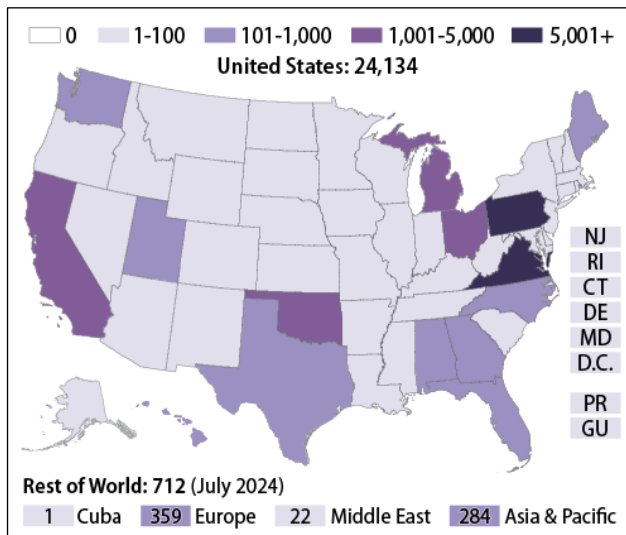 0 1-100 101-1,000 1,001-5,000 5,001+
United States: 24,134
NJ
RI
CT
DE
MD
D.C.
PR
GU
Rest of World: 712 (July 2024)
1 Cuba 359 Europe 22 Middle East 284 Asia & Pacific